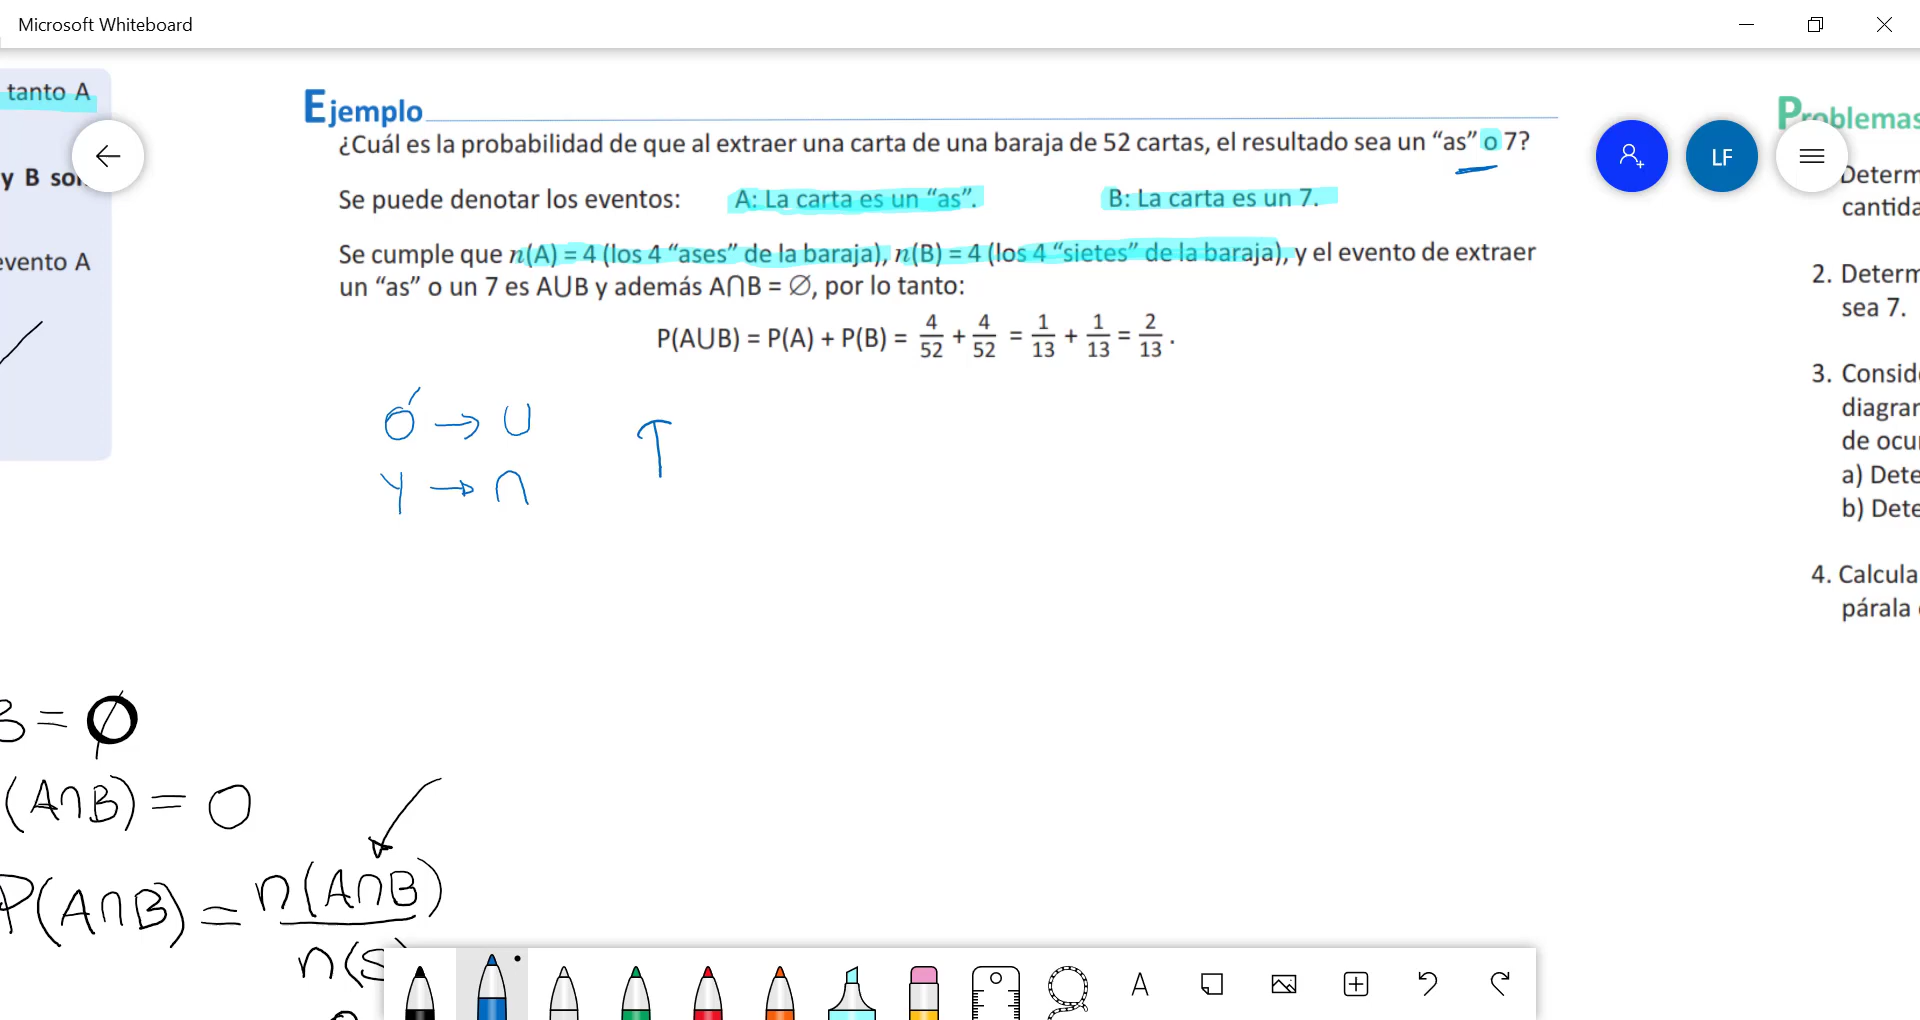 Microsoft Whiteboard
tanto A
y B son
evento A
Ejemplo
¿Cuál es la probabilidad de que al extraer una carta de una baraja de 52 cartas, el resultado sea un “as” o 7?
Se puede denotar los eventos: A: La carta es un “as”. B: La carta es un 7.
Se cumple que n(A) = 4 (los 4 “ases” de la baraja), n(B) = 4 (los 4 “sietes” de la baraja), y el evento de extraer
un “as” o un 7 es A∪B y además A∩B = ∅, por lo tanto:
P(A∪B) = P(A) + P(B) = 4/52 + 4/52 = 1/13 + 1/13 = 2/13 .
Ó → U
Y → ∩
B = ∅
(A∩B) = 0
P(A∩B) = n(A∩B)
n(S)
LF
Problemas
Determ
cantida
2. Determ
sea 7.
3. Conside
diagran
de ocur
a) Dete
b) Dete
4. Calcula
párala
A